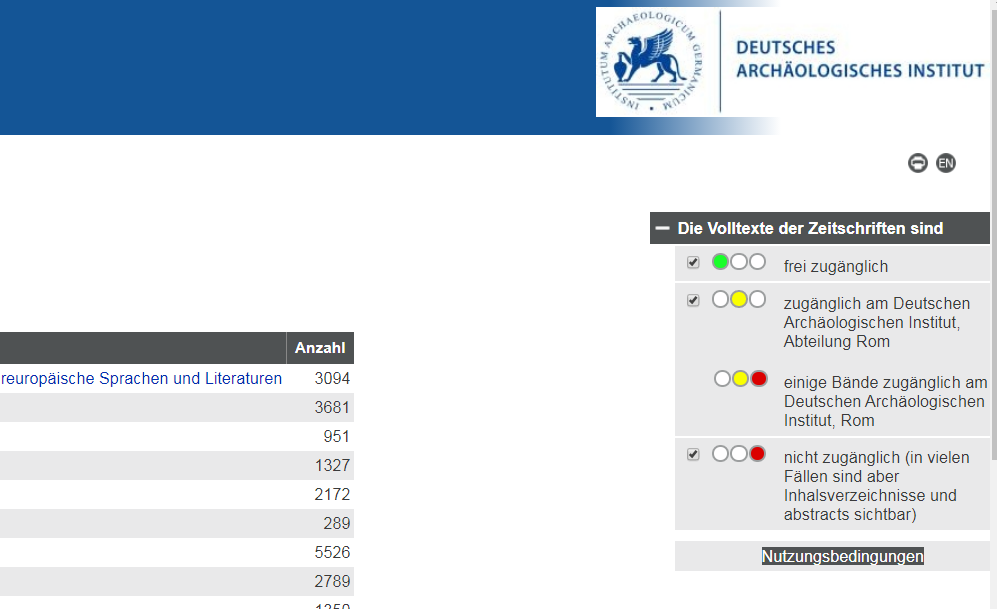 INSTITUTUM ARCHAEOLOGICUM GERMANICUM
DEUTSCHES
ARCHÄOLOGISCHES INSTITUT
EN
Die Volltexte der Zeitschriften sind
frei zugänglich
zugänglich am Deutschen
Archäologischen Institut,
Abteilung Rom
einige Bände zugänglich am
Deutschen Archäologischen
Institut, Rom
nicht zugänglich (in vielen
Fällen sind aber
Inhalsverzeichnisse und
abstracts sichtbar)
Nutzungsbedingungen
Anzahl
reuropäische Sprachen und Literaturen 3094
3681
951
1327
2172
289
5526
2789